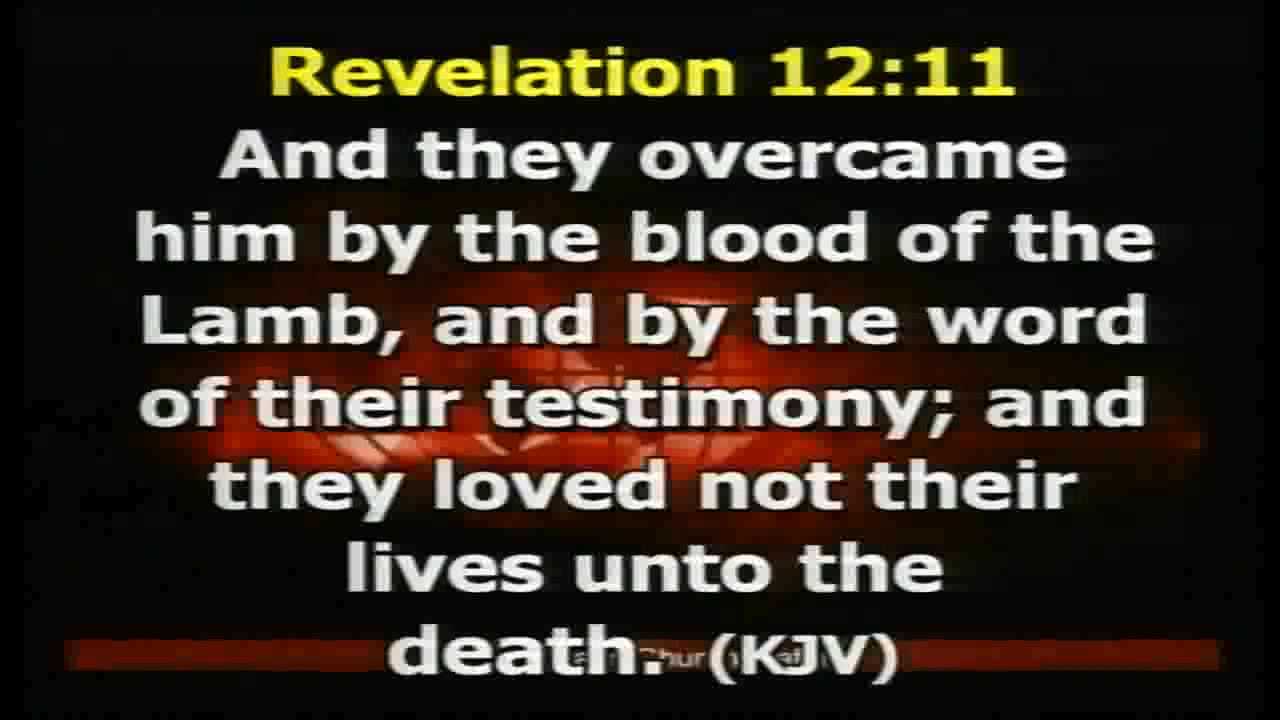 Revelation 12:11
And they overcame
him by the blood of the
Lamb, and by the word
of their testimony; and
they loved not their
lives unto the
death. (KJV)